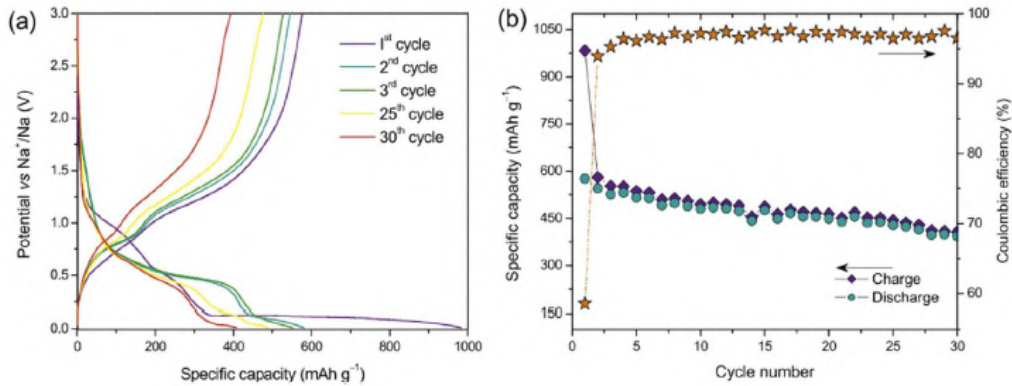 (a)
3.0
2.5
2.0
1.5
1.0
0.5
0.0
Potential vs Na⁺/Na (V)
1ˢᵗ cycle
2ⁿᵈ cycle
3ʳᵈ cycle
25ᵗʰ cycle
30ᵗʰ cycle
0 200 400 600 800 1000
Specific capacity (mAh g⁻¹)
(b)
1050
900
750
600
450
300
150
Specific capacity (mAh g⁻¹)
Charge
Discharge
100
90
80
70
60
Coulombic efficiency (%)
0 5 10 15 20 25 30
Cycle number